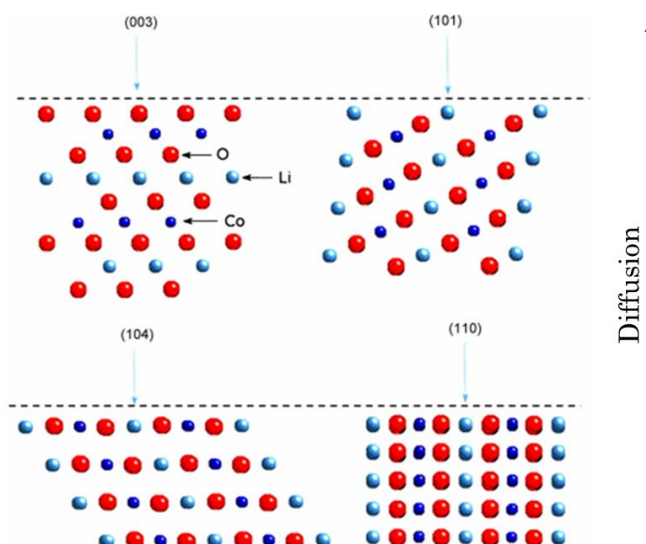 (003)
(101)
O
Li
Co
Diffusion
(104)
(110)